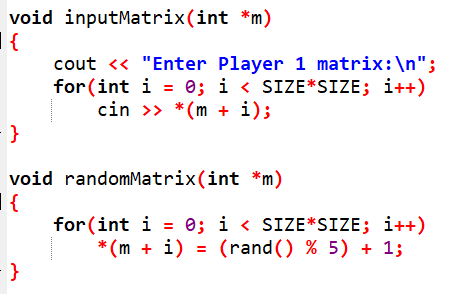 void inputMatrix(int *m)
{
    cout << "Enter Player 1 matrix:\n";
    for(int i = 0; i < SIZE*SIZE; i++)
        cin >> *(m + i);
}
void randomMatrix(int *m)
{
    for(int i = 0; i < SIZE*SIZE; i++)
        *(m + i) = (rand() % 5) + 1;
}